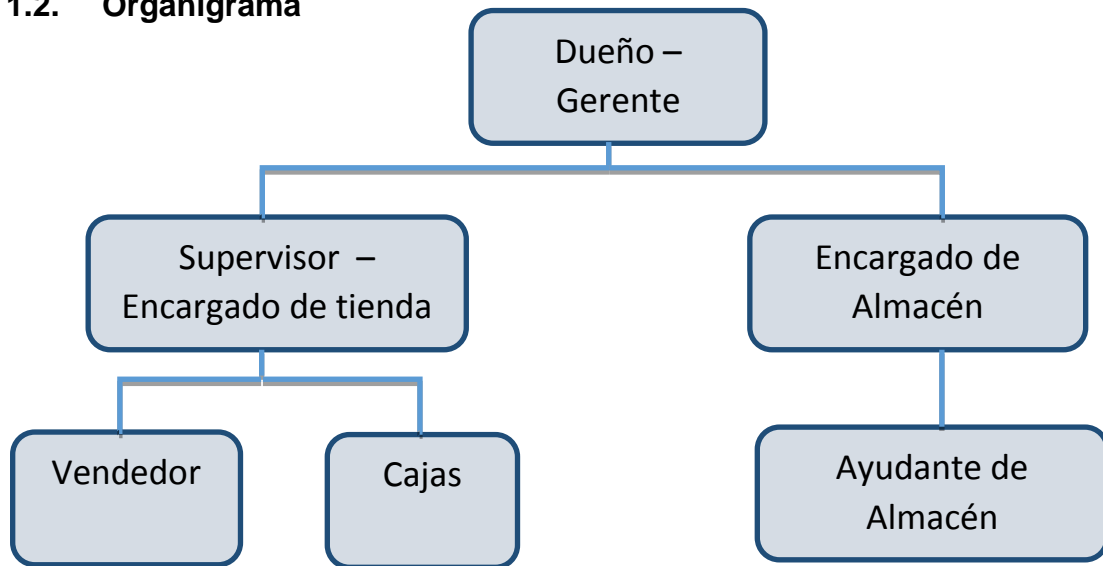 1.2. Organigrama
Dueño –
Gerente
Supervisor –
Encargado de tienda
Encargado de
Almacén
Vendedor
Cajas
Ayudante de
Almacén